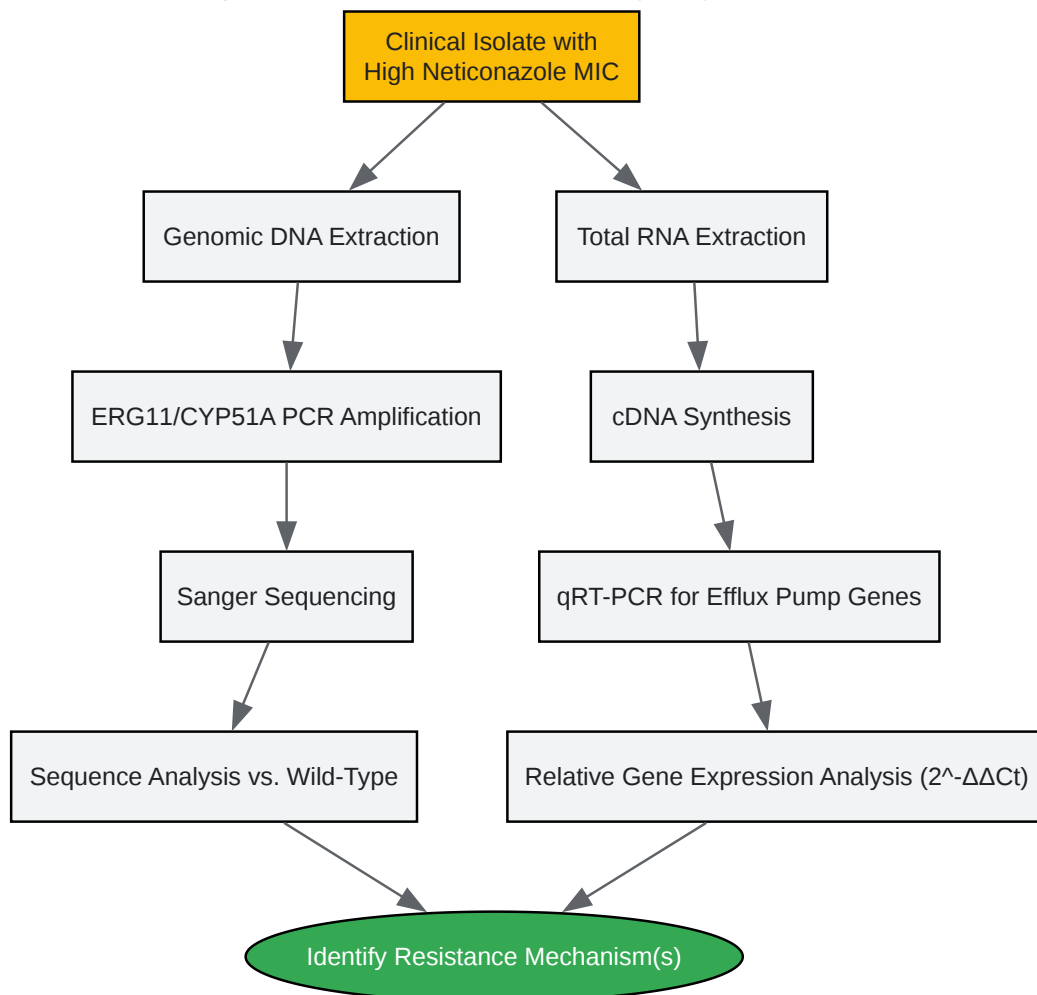 Clinical Isolate with
High Neticonazole MIC
Genomic DNA Extraction
Total RNA Extraction
ERG11/CYP51A PCR Amplification
cDNA Synthesis
Sanger Sequencing
qRT-PCR for Efflux Pump Genes
Sequence Analysis vs. Wild-Type
Relative Gene Expression Analysis (2^-ΔΔCt)
Identify Resistance Mechanism(s)